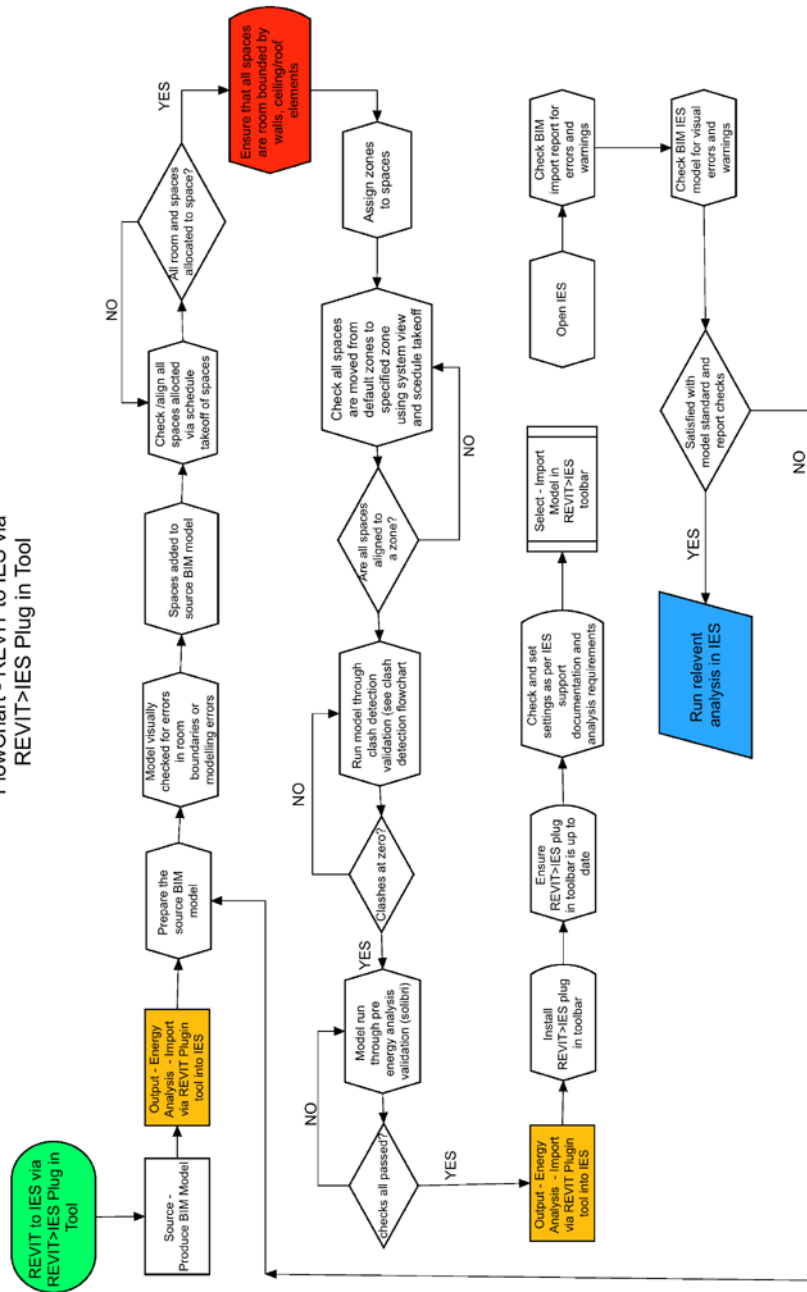 FlowChart - REVIT to IES via
REVIT>IES Plug in Tool
REVIT to IES via
REVIT>IES Plug in
Tool
Source -
Produce BIM Model
Output - Energy
Analysis - Import
via REVIT Plugin
tool into IES
Prepare the
source BIM
model
Model visually
checked for errors
in room
boundaries or
modelling errors
Spaces added to
source BIM model
Check /align all
spaces allocted
via schedule
takeoff of spaces
NO
All room and spaces
allocated to space?
YES
Ensure that all spaces
are room bounded by
walls, ceiling/roof
elements
Assign zones
to spaces
Check all spaces
are moved from
default zones to
specified zone
using system view
and scedule takeoff
NO
Are all spaces
aligned to
a zone?
Run model through
clash detection
validation (see clash
detection flowchart
NO
Clashes at zero?
YES
Model run
through pre
energy analysis
validation (solibri)
NO
checks all passed?
YES
Output - Energy
Analysis - Import
via REVIT Plugin
tool into IES
Install
REVIT>IES plug
in toolbar
Ensure
REVIT>IES plug
in toolbar is up to
date
Check and set
settings as per IES
support
documentation and
analysis requirements
Select - Import
Model in
REVIT>IES
toolbar
Open IES
Check BIM
import report for
errors and
warnings
Check BIM IES
model for visual
errors and
warnings
Satisfied with
model standard and
report checks
NO
YES
Run relevent
analysis in IES